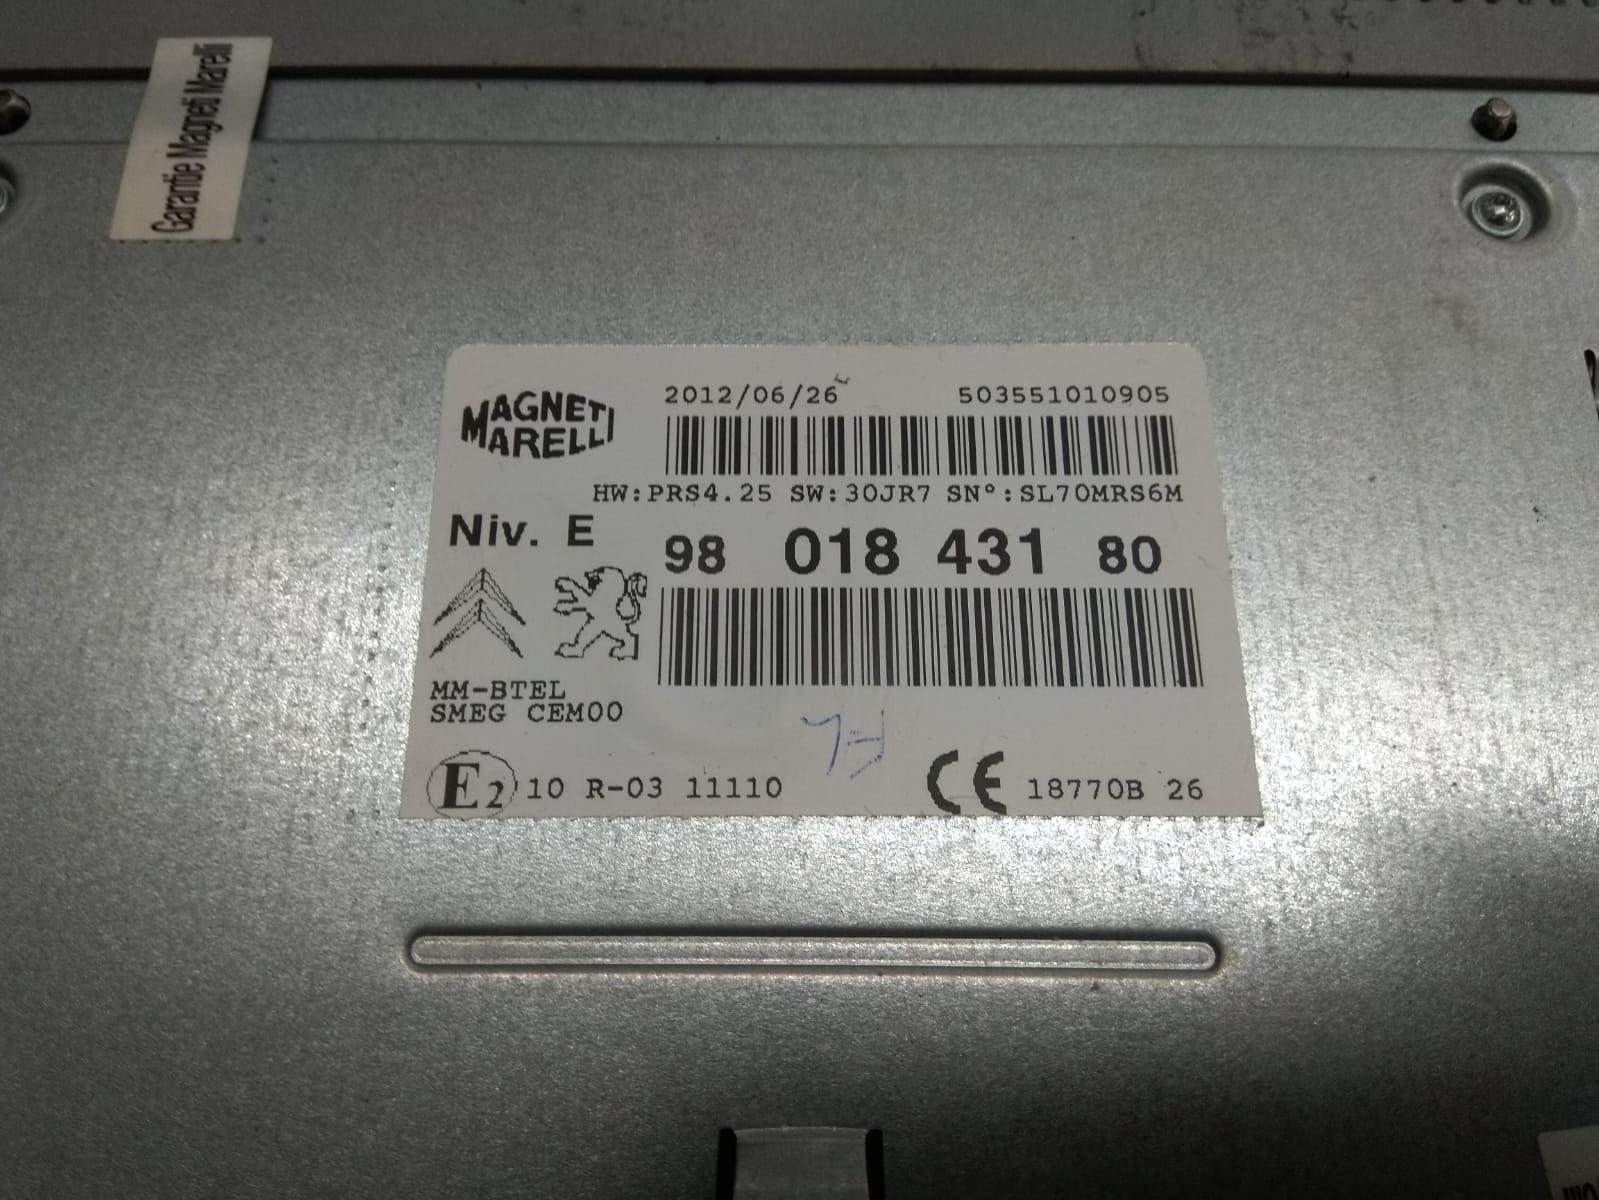 Garantie Magneti Marelli
MAGNETI
MARELLI
2012/06/26 503551010905
HW:PRS4.25 SW:30JR7 SN°:SL70MRS6M
Niv. E
98 018 431 80
MM-BTEL
SMEG CEM00
E2 10 R-03 11110
CE 18770B 26